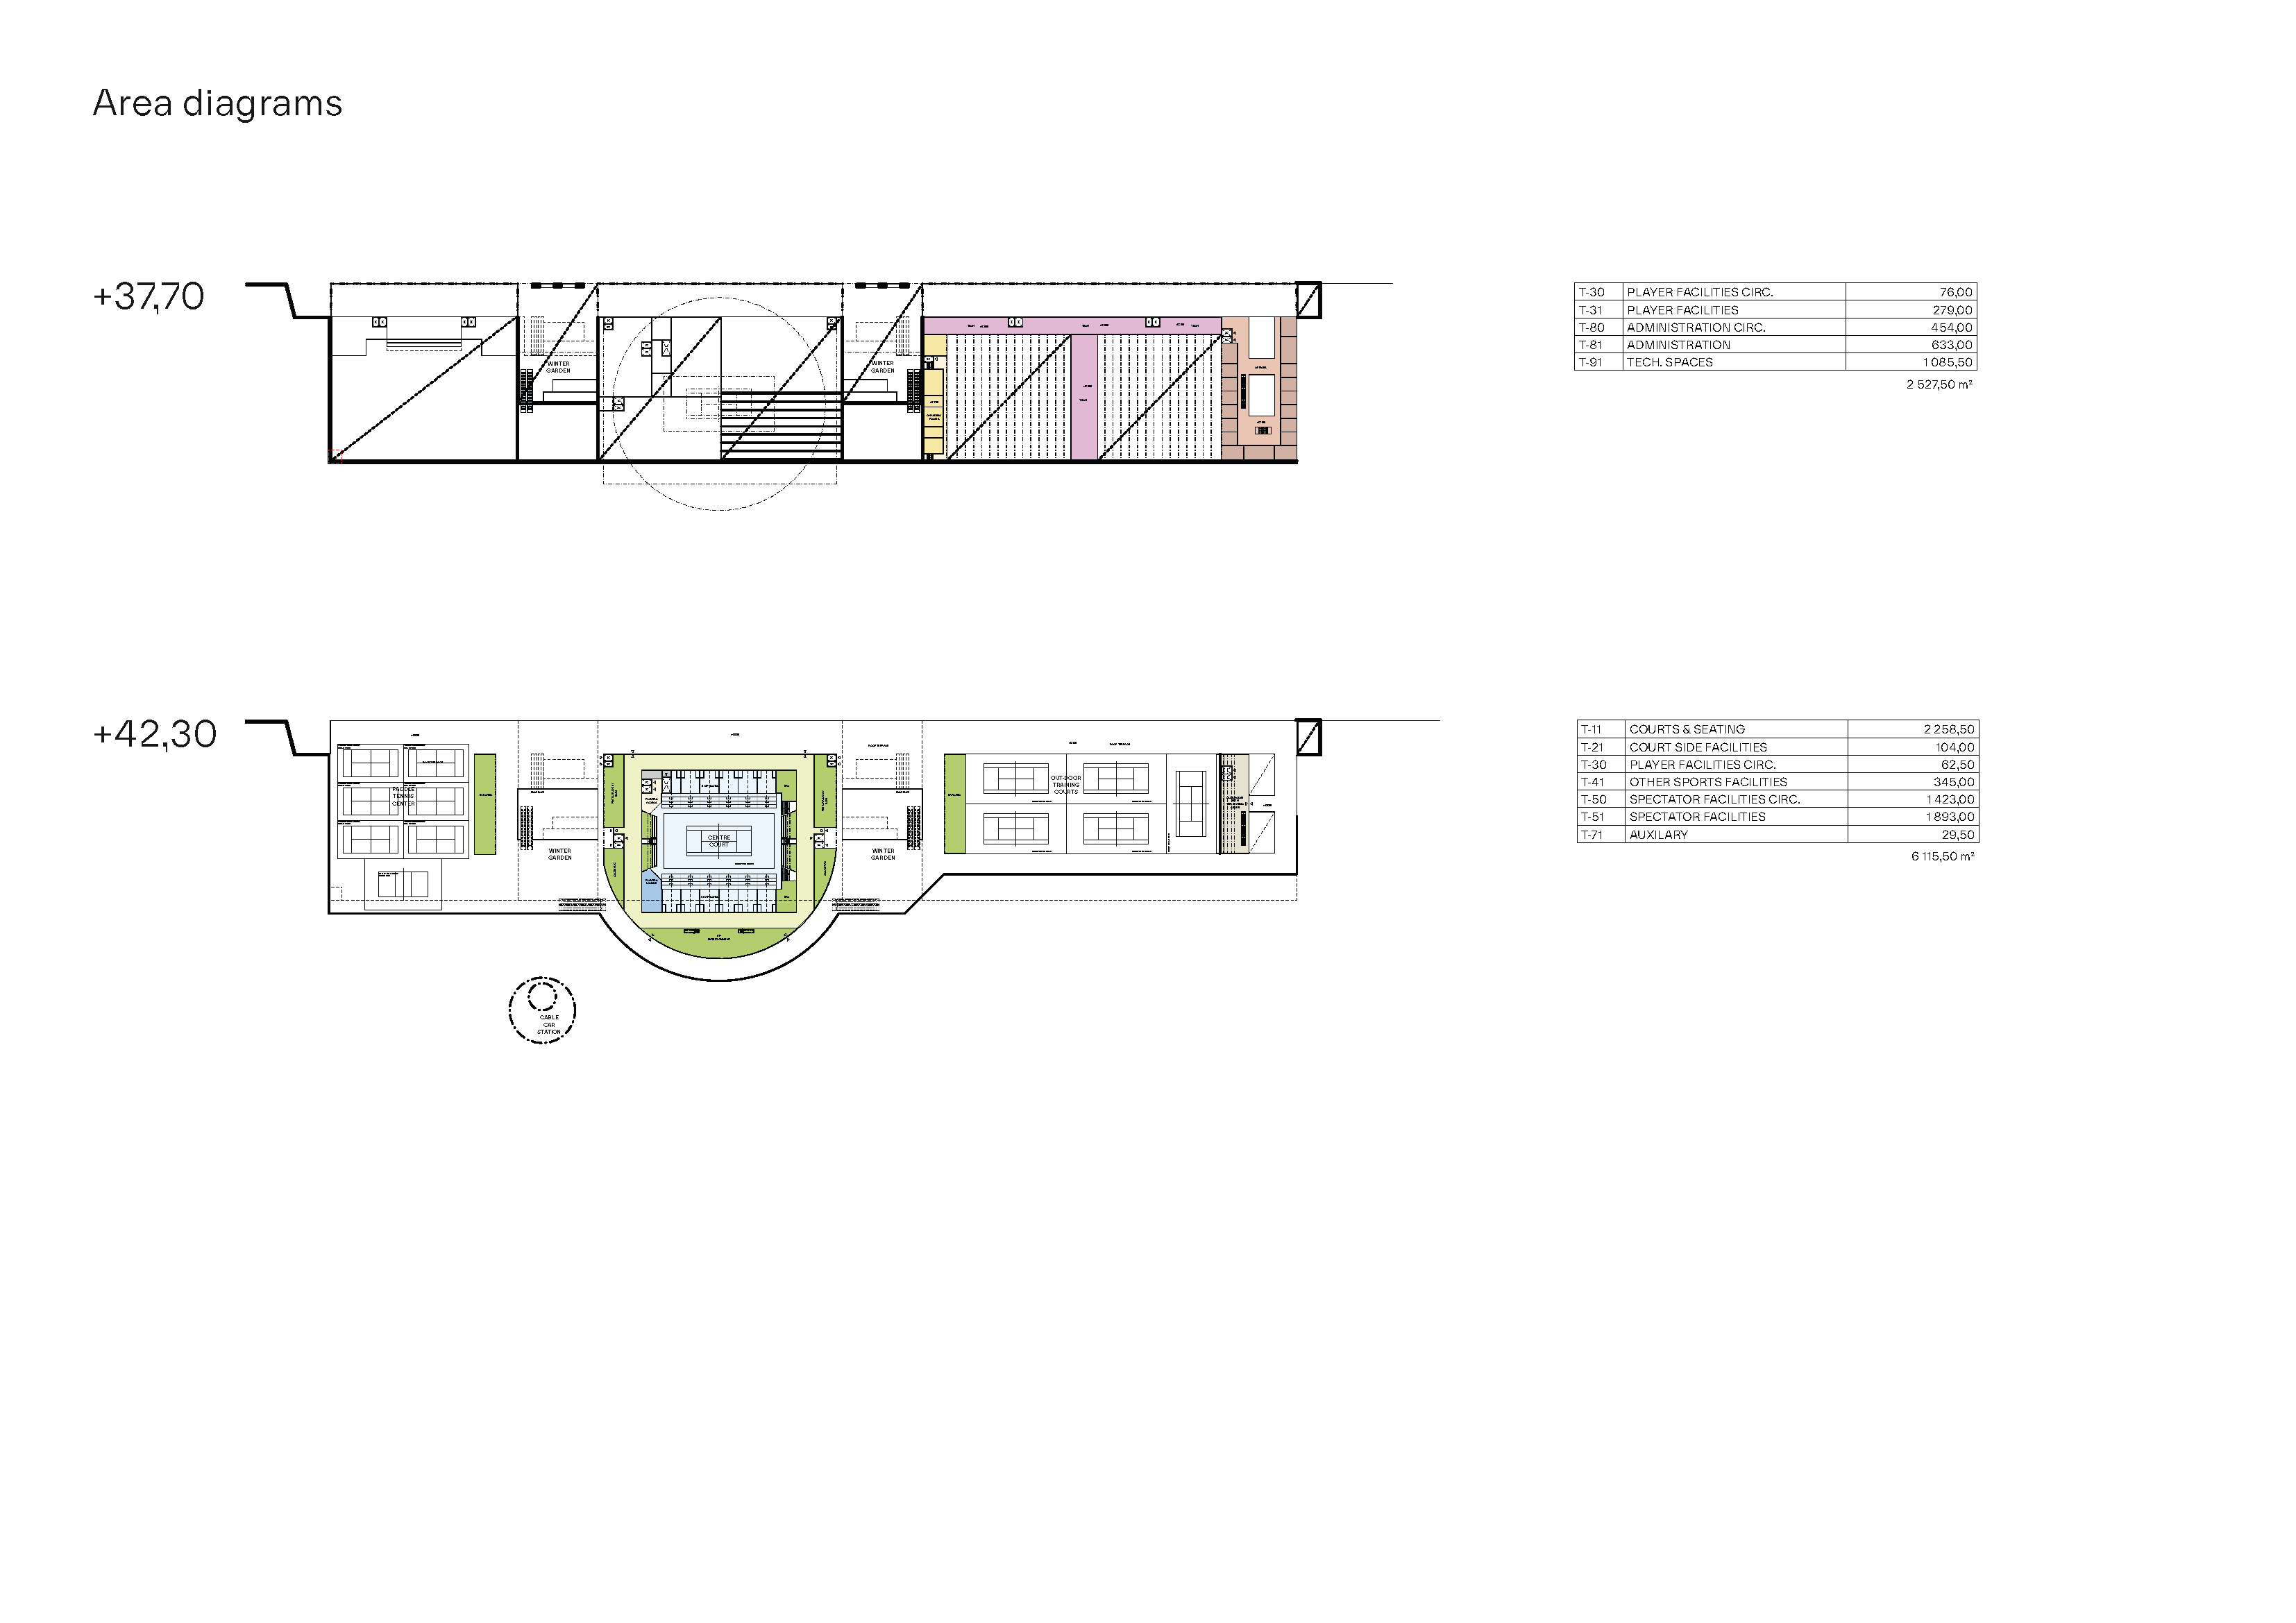 Area diagrams
+37,70
WINTER
GARDEN
WINTER
GARDEN
T-30 PLAYER FACILITIES CIRC. 76,00
T-31 PLAYER FACILITIES 279,00
T-80 ADMINISTRATION CIRC. 454,00
T-81 ADMINISTRATION 633,00
T-91 TECH. SPACES 1 085,50
2 527,50 m²
+42,30
PADDLE
TENNIS
CENTER
WINTER
GARDEN
CENTRE
COURT
WINTER
GARDEN
OUT-DOOR
TRAINING
COURTS
CABLE
CAR
STATION
T-11 COURTS & SEATING 2 258,50
T-21 COURT SIDE FACILITIES 104,00
T-30 PLAYER FACILITIES CIRC. 62,50
T-41 OTHER SPORTS FACILITIES 345,00
T-50 SPECTATOR FACILITIES CIRC. 1 423,00
T-51 SPECTATOR FACILITIES 1 893,00
T-71 AUXILARY 29,50
6 115,50 m²